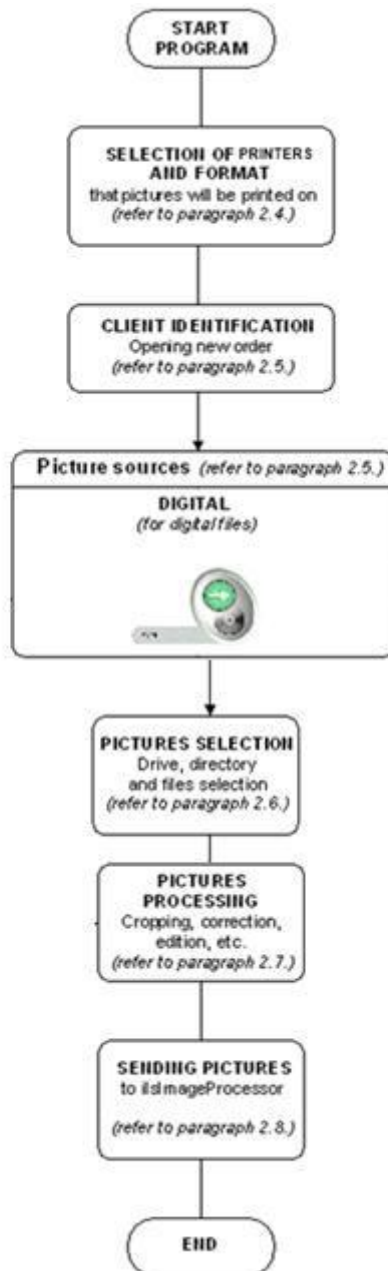 START
PROGRAM
SELECTION OF PRINTERS
AND FORMAT
that pictures will be printed on
(refer to paragraph 2.4.)
CLIENT IDENTIFICATION
Opening new order
(refer to paragraph 2.5.)
Picture sources (refer to paragraph 2.5.)
DIGITAL
(for digital files)
PICTURES SELECTION
Drive, directory
and files selection
(refer to paragraph 2.6.)
PICTURES
PROCESSING
Cropping, correction,
edition, etc.
(refer to paragraph 2.7.)
SENDING PICTURES
to ilsImageProcessor
(refer to paragraph 2.8.)
END